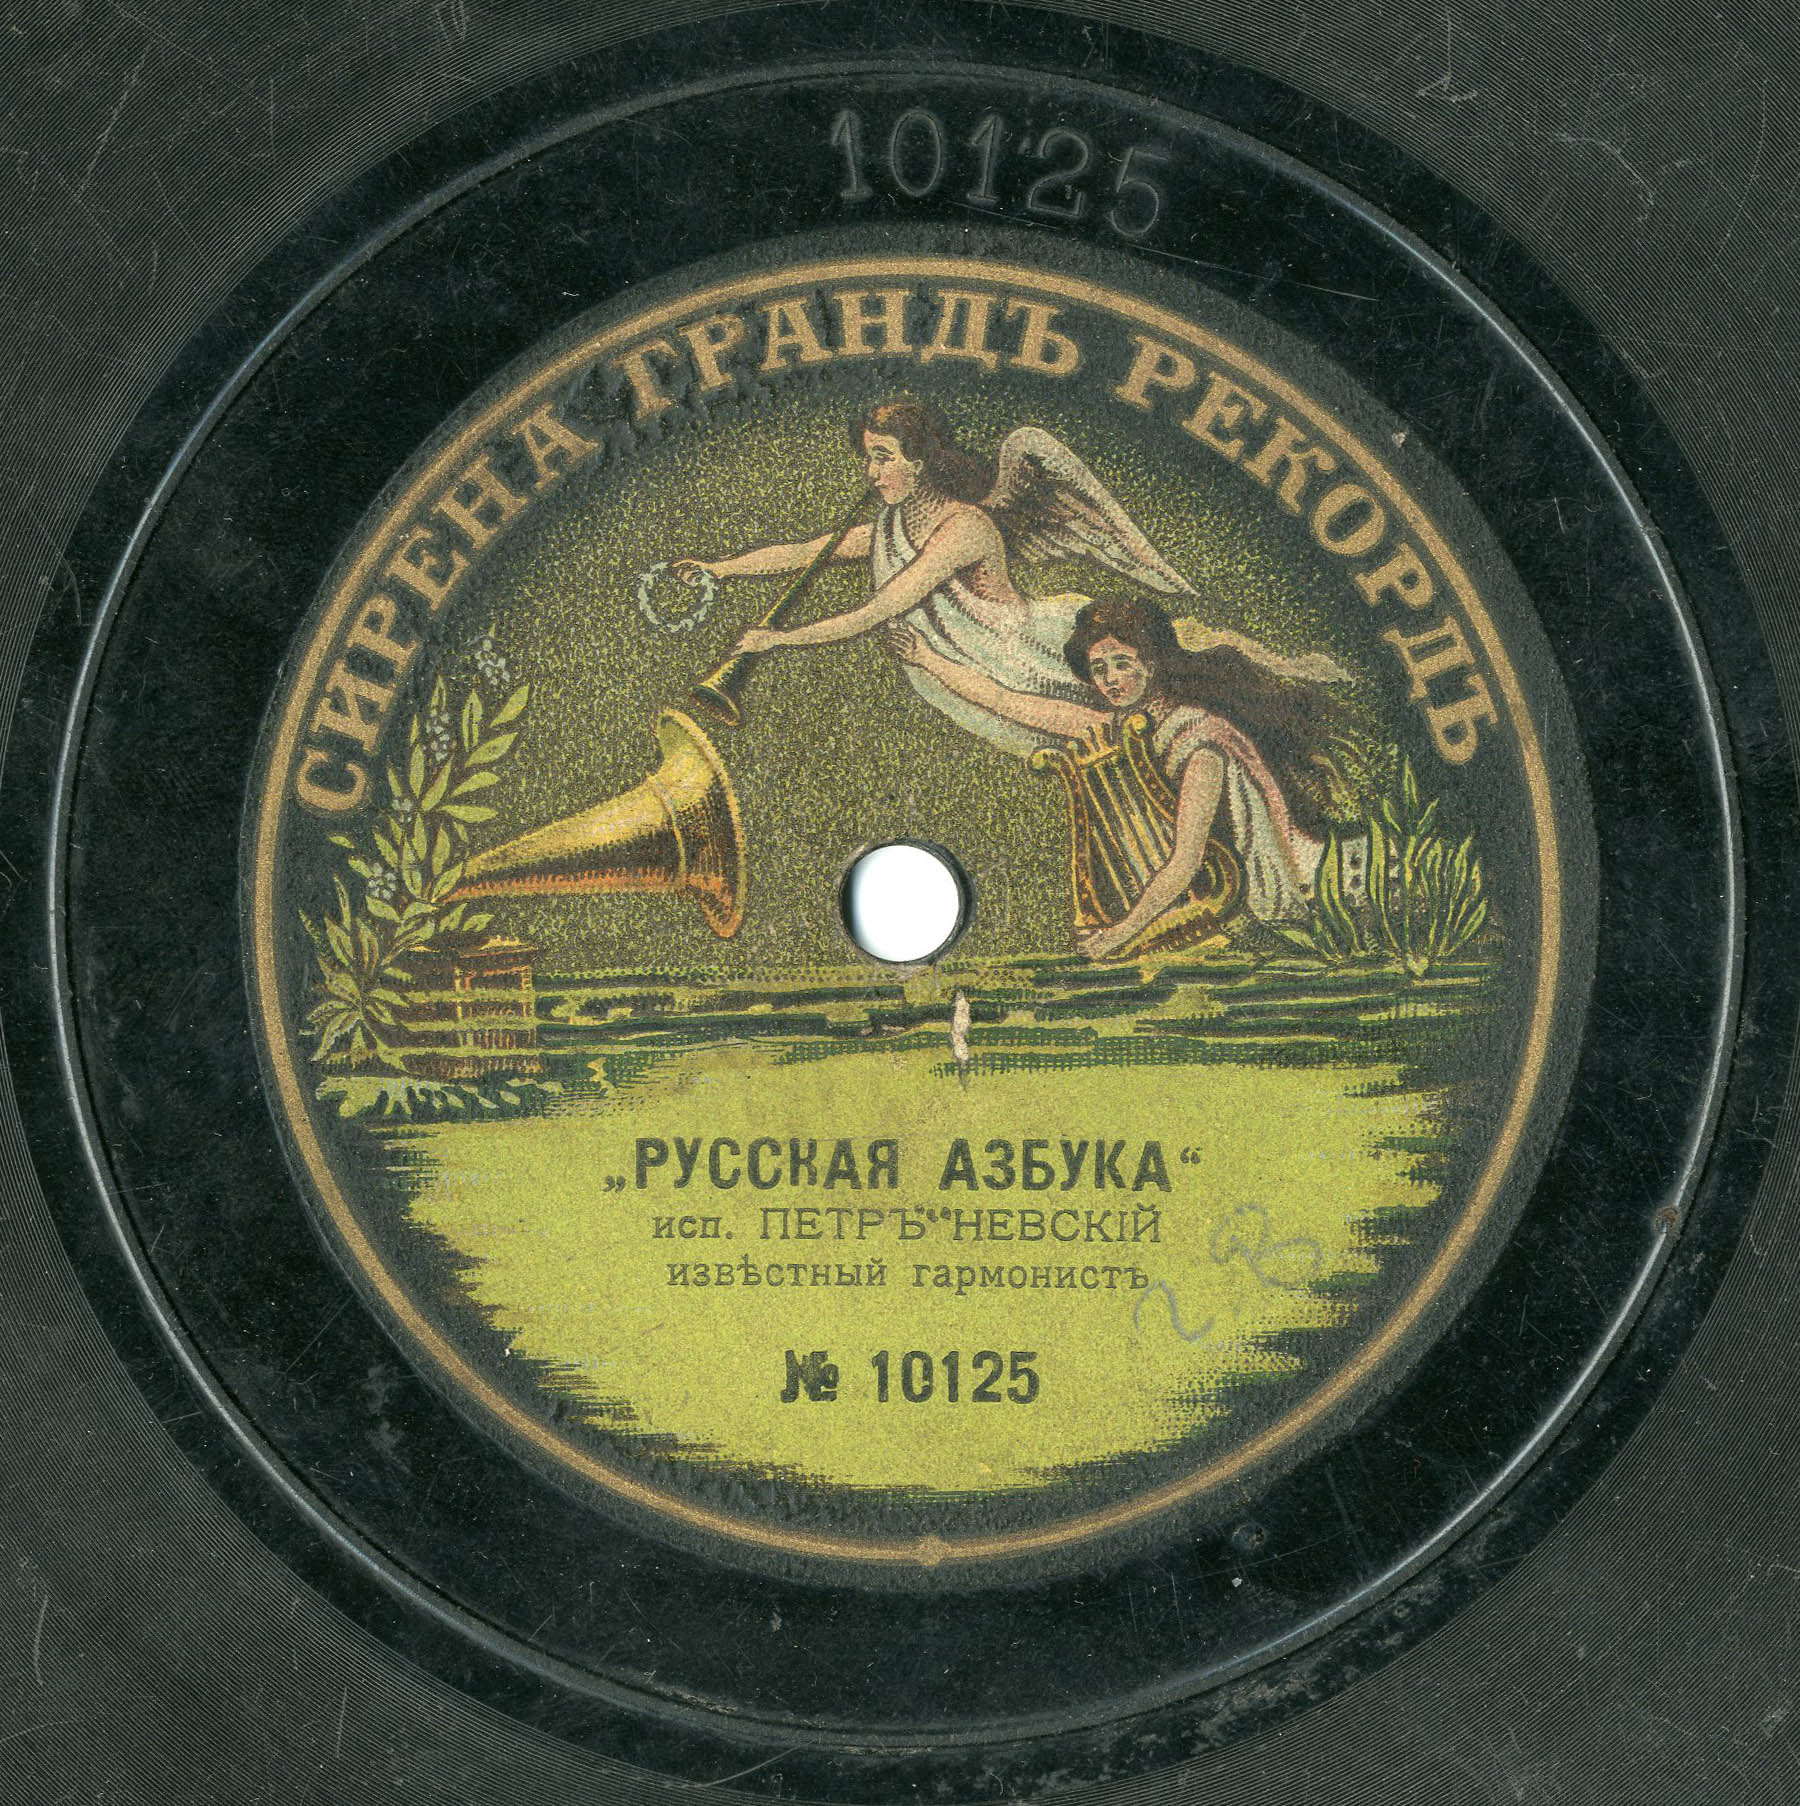 10125
СИРЕНА ГРАНДЪ РЕКОРДЪ
„РУССКАЯ АЗБУКА“
исп. ПЕТРЪ НЕВСКІЙ
извѣстный гармонистъ
№ 10125